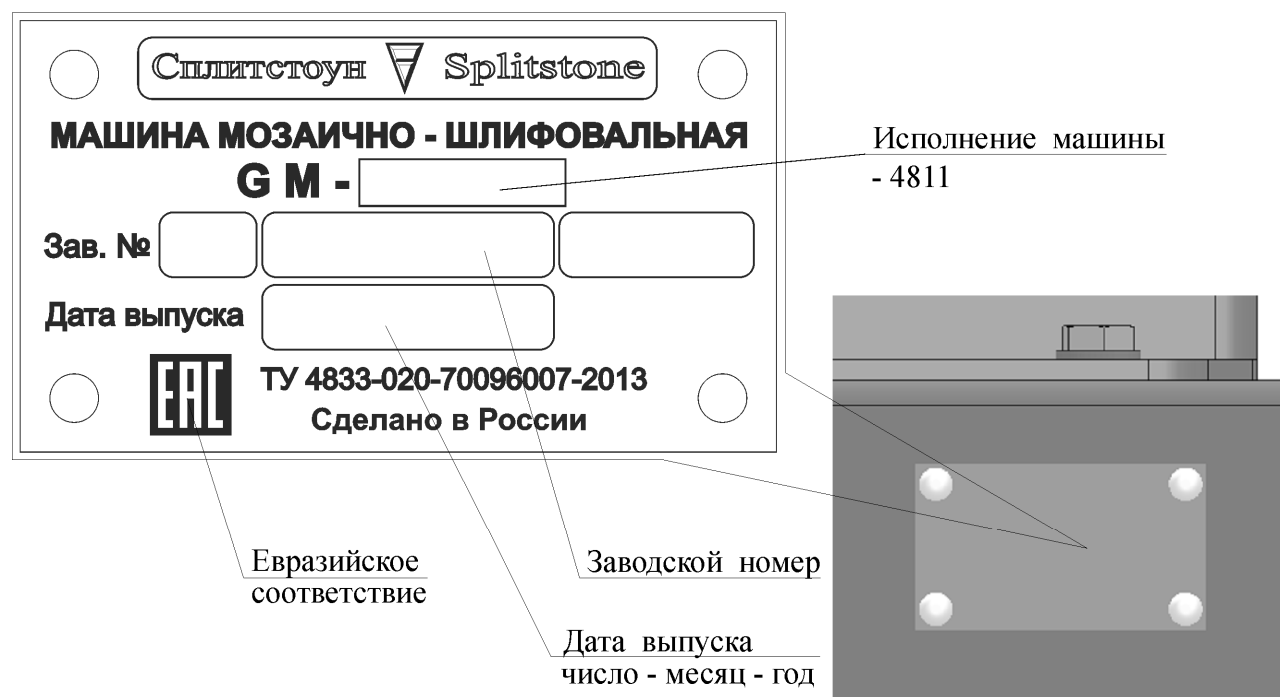 Сплитстоун Splitstone
МАШИНА МОЗАИЧНО - ШЛИФОВАЛЬНАЯ
G M -
Исполнение машины
- 4811
Зав. №
Дата выпуска
EAC
ТУ 4833-020-70096007-2013
Сделано в России
Евразийское
соответствие
Заводской номер
Дата выпуска
число - месяц - год